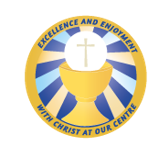 EXCELLENCE AND ENJOYMENT
WITH CHRIST AT OUR CENTRE